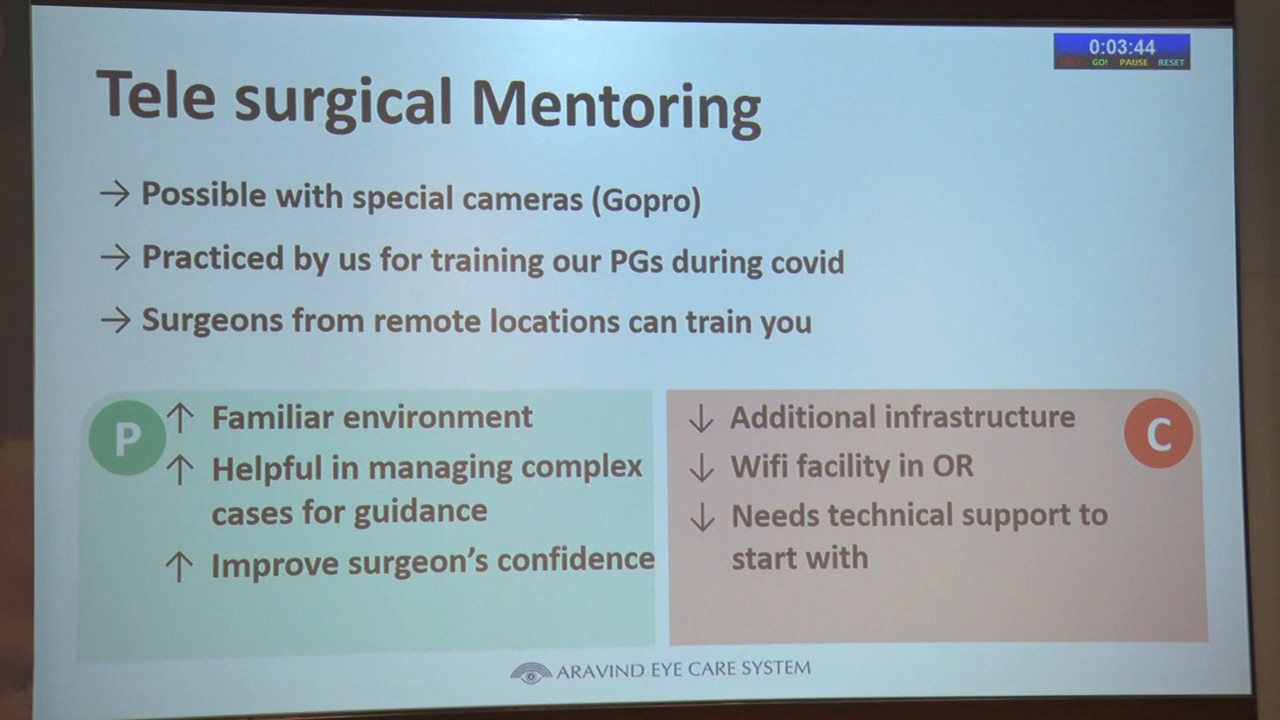 0:03:44
GO! PAUSE RESET
Tele surgical Mentoring
→ Possible with special cameras (Gopro)
→ Practiced by us for training our PGs during covid
→ Surgeons from remote locations can train you
P
↑ Familiar environment
↑ Helpful in managing complex
cases for guidance
↑ Improve surgeon's confidence
C
↓ Additional infrastructure
↓ Wifi facility in OR
↓ Needs technical support to
start with
ARAVIND EYE CARE SYSTEM